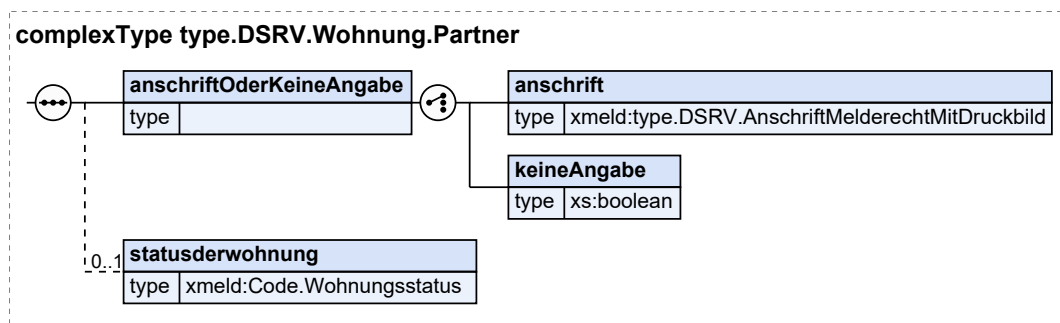 complexType type.DSRV.Wohnung.Partner
anschriftOderKeineAngabe
type
anschrift
type xmeld:type.DSRV.AnschriftMelderechtMitDruckbild
keineAngabe
type xs:boolean
0..1
statusderwohnung
type xmeld:Code.Wohnungsstatus